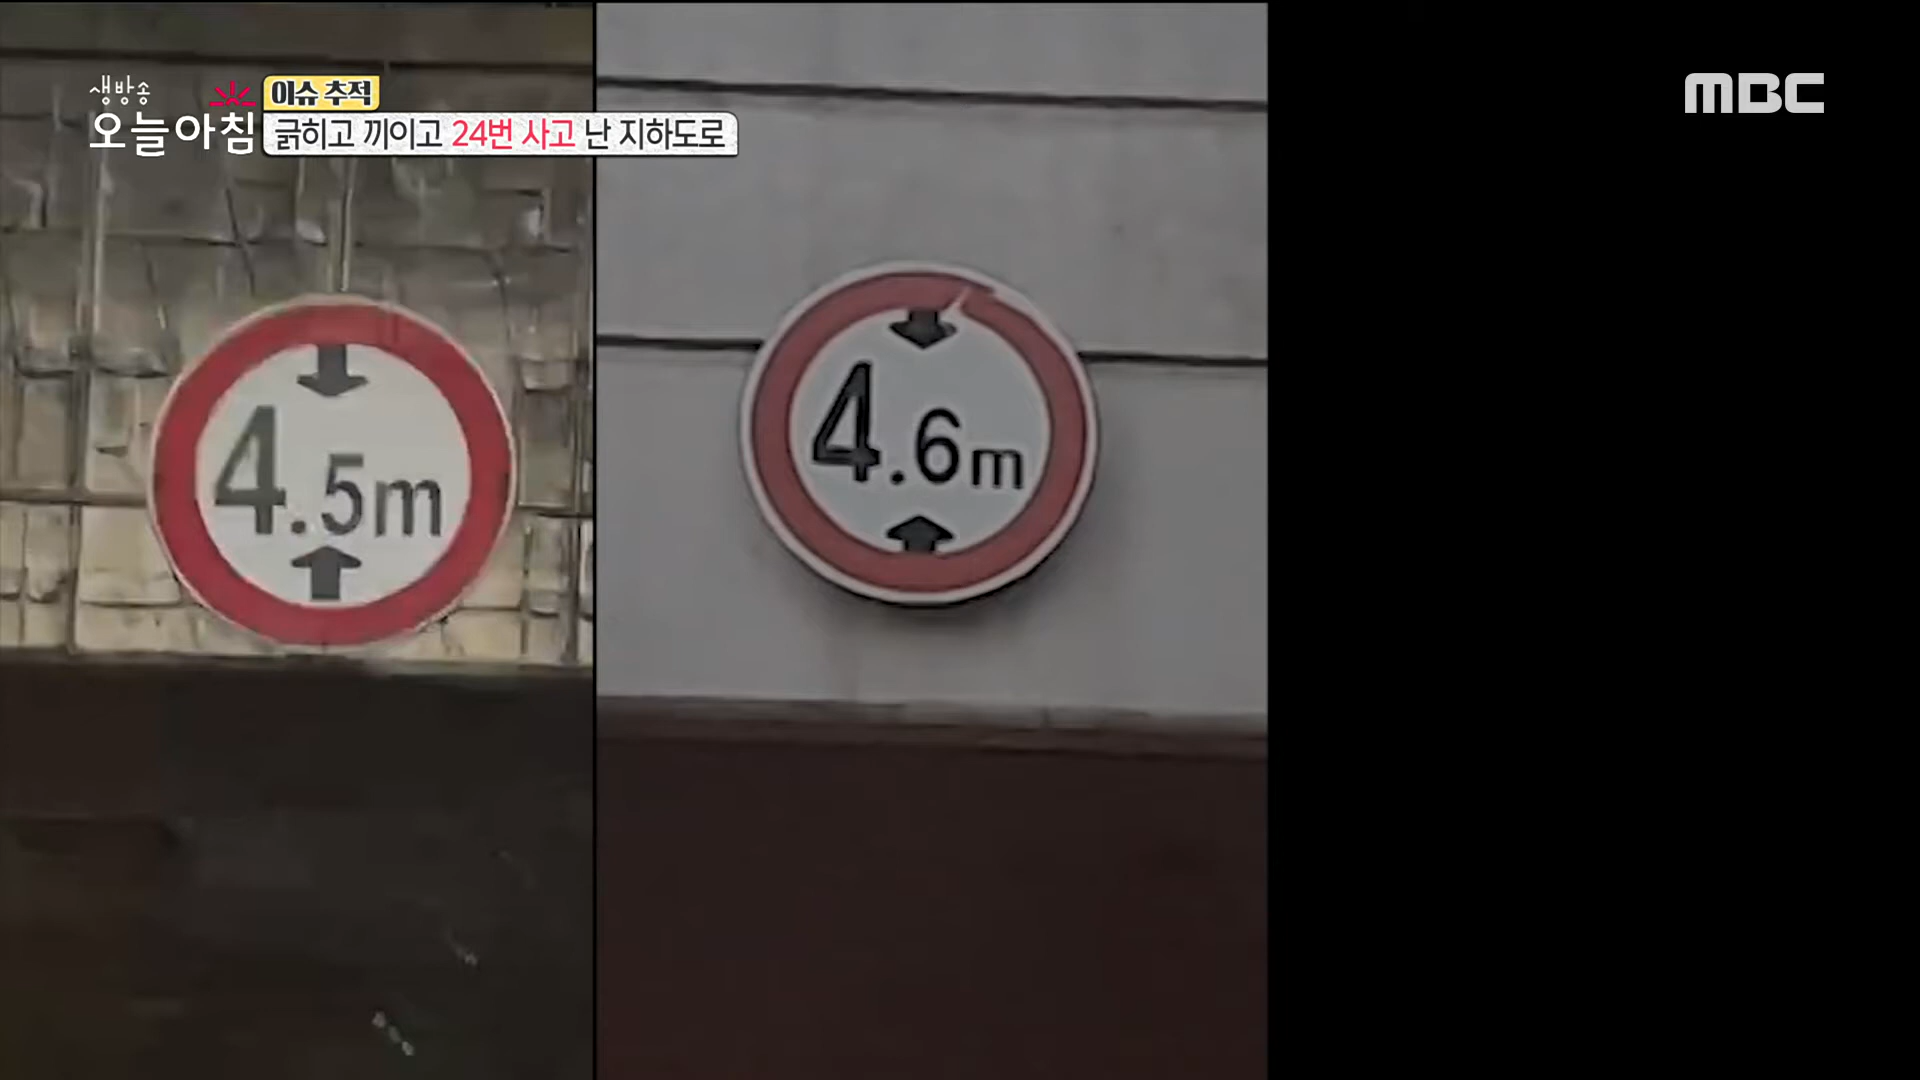 생방송
오늘아침
이슈 추적
긁히고 끼이고 24번 사고 난 지하도로
MBC
4.5m
4.6m